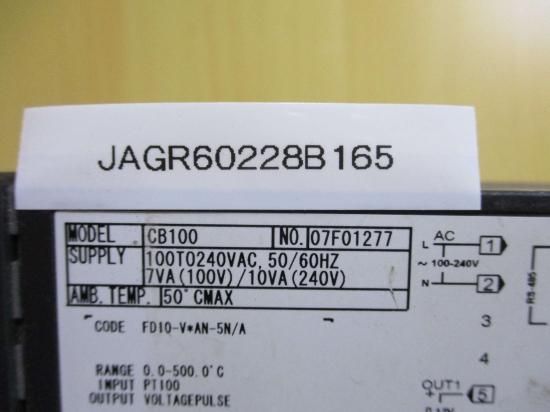 JAGR60228B165
MODEL CB100 NO. 07F01277
SUPPLY 100TO240VAC, 50/60HZ
7VA(100V)/10VA(240V)
AMB. TEMP. 50°CMAX
CODE FD10-V*AN-5N/A
RANGE 0.0-500.0°C
INPUT PT100
OUTPUT VOLTAGEPULSE
L AC 1
~ 100-240V
N 2
3
4
OUT1
+ 5
RS-485